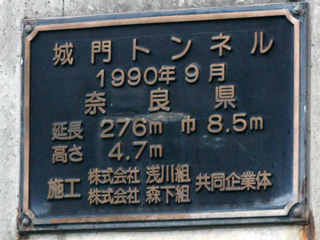 城門トンネル
1990年9月
奈良県
延長 276m 巾 8.5m
高さ 4.7m
施工 株式会社 浅川組 共同企業体
株式会社 森下組